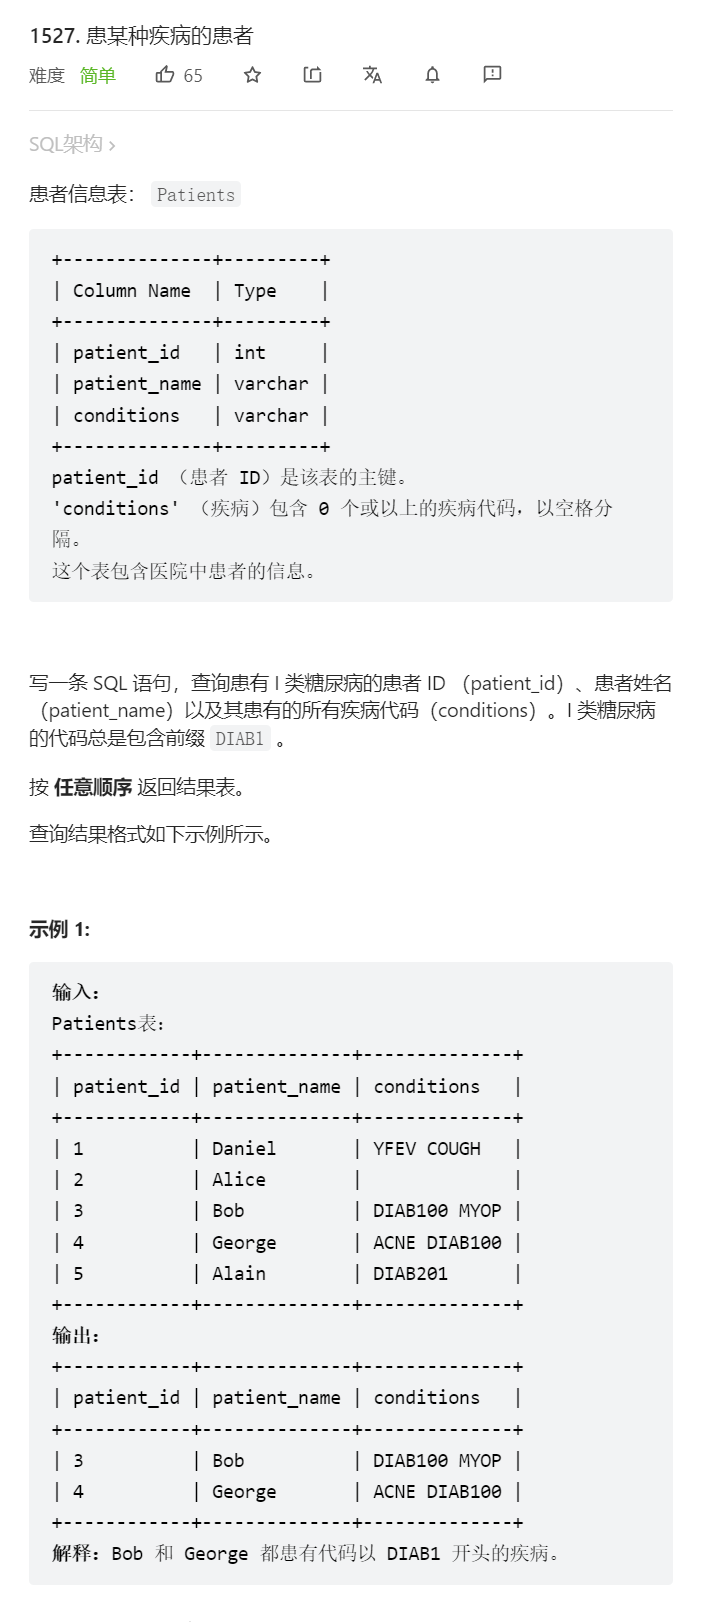 1527. 患某种疾病的患者
难度 简单 65
SQL架构 ›
患者信息表： Patients
+--------------+---------+
| Column Name  | Type    |
+--------------+---------+
| patient_id   | int     |
| patient_name | varchar |
| conditions   | varchar |
+--------------+---------+
patient_id （患者 ID）是该表的主键。
'conditions' （疾病）包含 0 个或以上的疾病代码，以空格分
隔。
这个表包含医院中患者的信息。
写一条 SQL 语句，查询患有 I 类糖尿病的患者 ID （patient_id）、患者姓名
（patient_name）以及其患有的所有疾病代码（conditions）。I 类糖尿病
的代码总是包含前缀 DIAB1 。
按 任意顺序 返回结果表。
查询结果格式如下示例所示。
示例 1:
输入：
Patients表：
+------------+--------------+--------------+
| patient_id | patient_name | conditions   |
+------------+--------------+--------------+
| 1          | Daniel       | YFEV COUGH   |
| 2          | Alice        |              |
| 3          | Bob          | DIAB100 MYOP |
| 4          | George       | ACNE DIAB100 |
| 5          | Alain        | DIAB201      |
+------------+--------------+--------------+
输出：
+------------+--------------+--------------+
| patient_id | patient_name | conditions   |
+------------+--------------+--------------+
| 3          | Bob          | DIAB100 MYOP |
| 4          | George       | ACNE DIAB100 |
+------------+--------------+--------------+
解释：Bob 和 George 都患有代码以 DIAB1 开头的疾病。